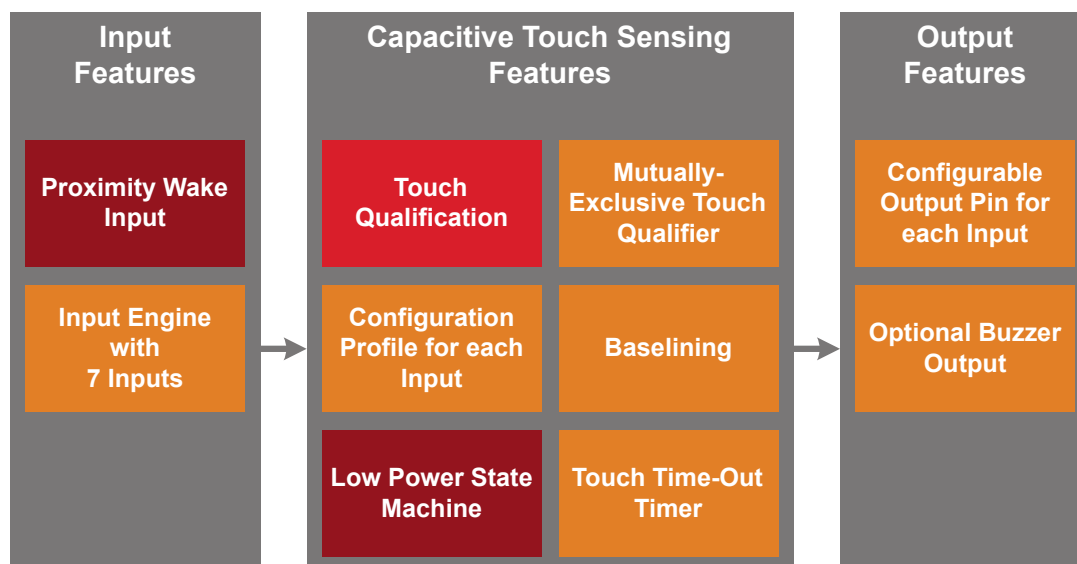 Input
Features
Capacitive Touch Sensing
Features
Output
Features
Proximity Wake
Input
Touch
Qualification
Mutually-
Exclusive Touch
Qualifier
Configurable
Output Pin for
each Input
Input Engine
with
7 Inputs
Configuration
Profile for each
Input
Baselining
Optional Buzzer
Output
Low Power State
Machine
Touch Time-Out
Timer